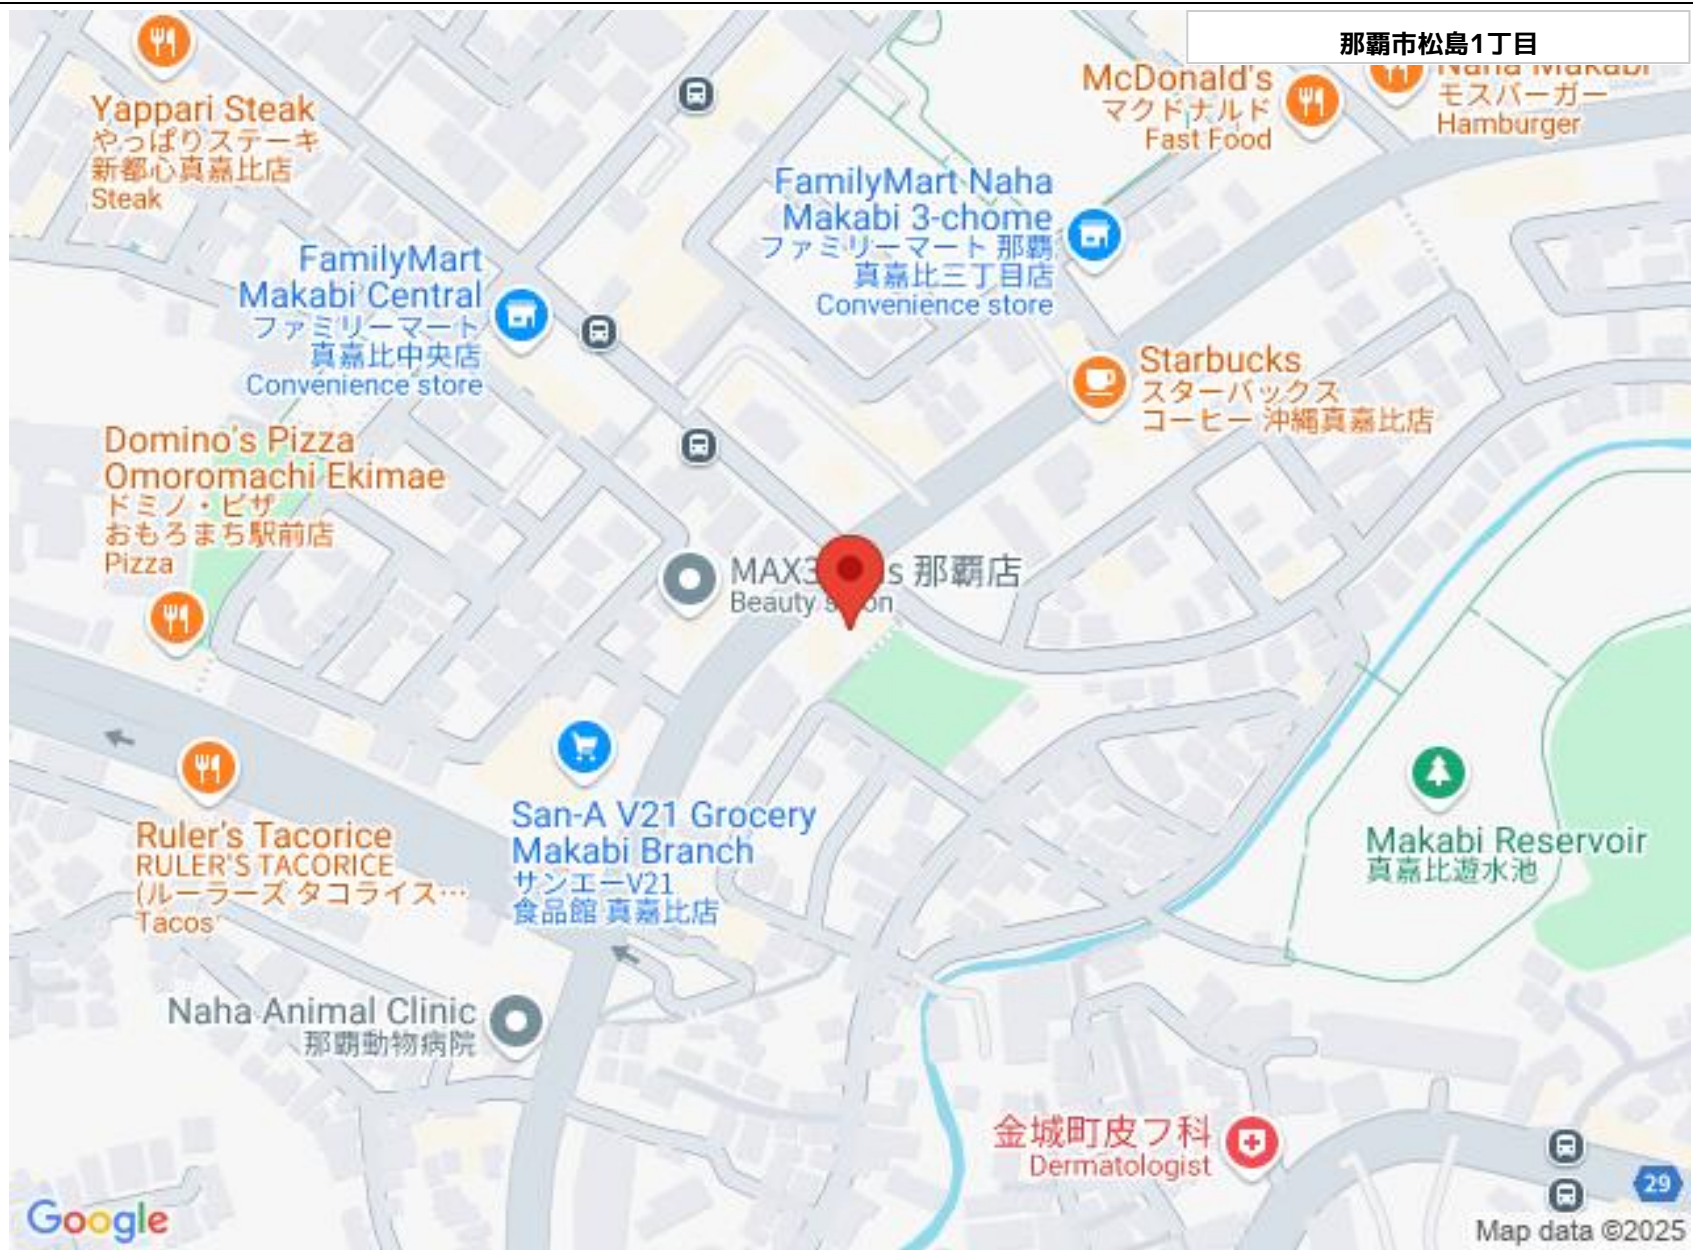 那覇市松島1丁目
Yappari Steak
やっぱりステーキ
新都心真嘉比店
Steak
McDonald's
マクドナルド
Fast Food
Naha Makabi
モスバーガー
Hamburger
FamilyMart Naha
Makabi 3-chome
ファミリーマート 那覇
真嘉比三丁目店
Convenience store
FamilyMart
Makabi Central
ファミリーマート
真嘉比中央店
Convenience store
Starbucks
スターバックス
コーヒー 沖縄真嘉比店
Domino's Pizza
Omoromachi Ekimae
ドミノ・ピザ
おもろまち駅前店
Pizza
那覇店
Beauty
San-A V21 Grocery
Makabi Branch
サンエーV21
食品館 真嘉比店
Ruler's Tacorice
RULER'S TACORICE
(ルーラーズ タコライス…
Tacos
Makabi Reservoir
真嘉比遊水池
Naha Animal Clinic
那覇動物病院
金城町皮フ科
Dermatologist
29
Google
Map data ©2025